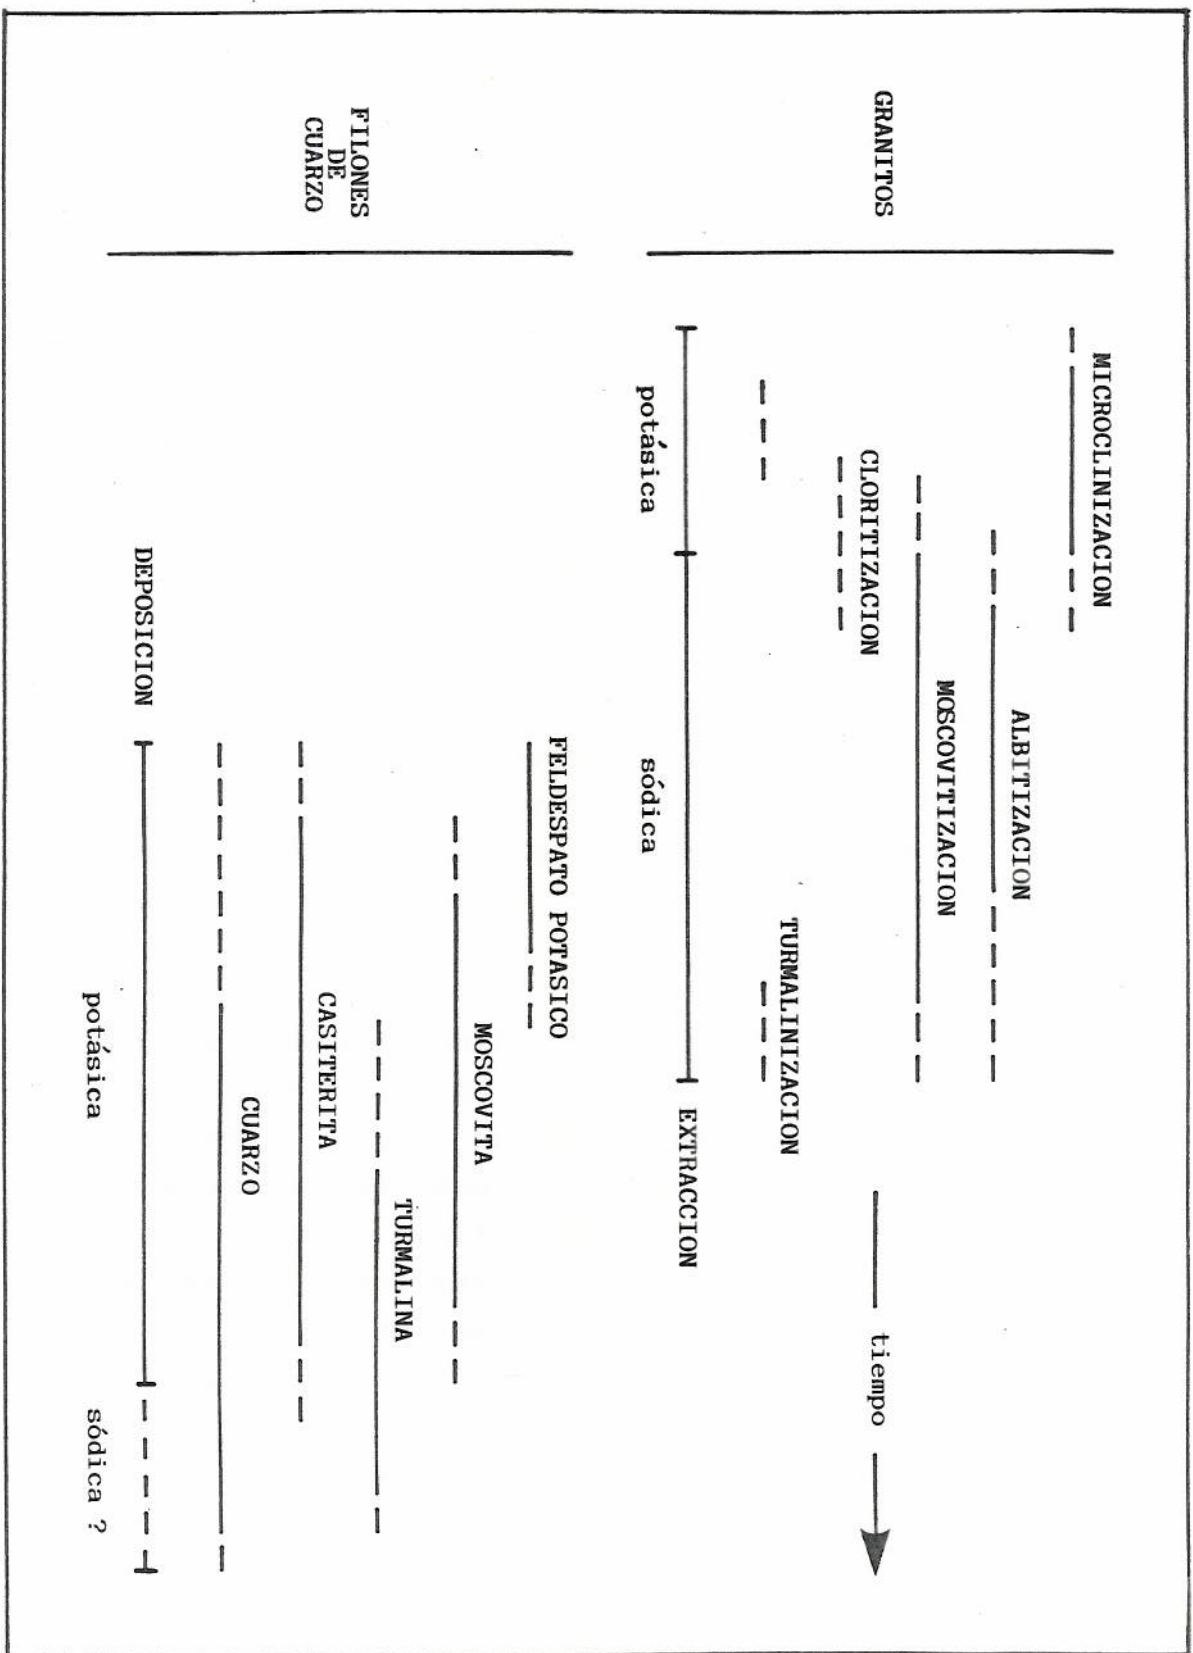 GRANITOS
MICROCLINIZACION
ALBITIZACION
MOSCOVITIZACION
CLORITIZACION
tiempo
TURMALINIZACION
EXTRACCION
potásica
sódica
FILONES
DE
CUARZO
FELDESPATO POTASICO
MOSCOVITA
TURMALINA
CASITERITA
CUARZO
DEPOSICION
potásica
sódica ?